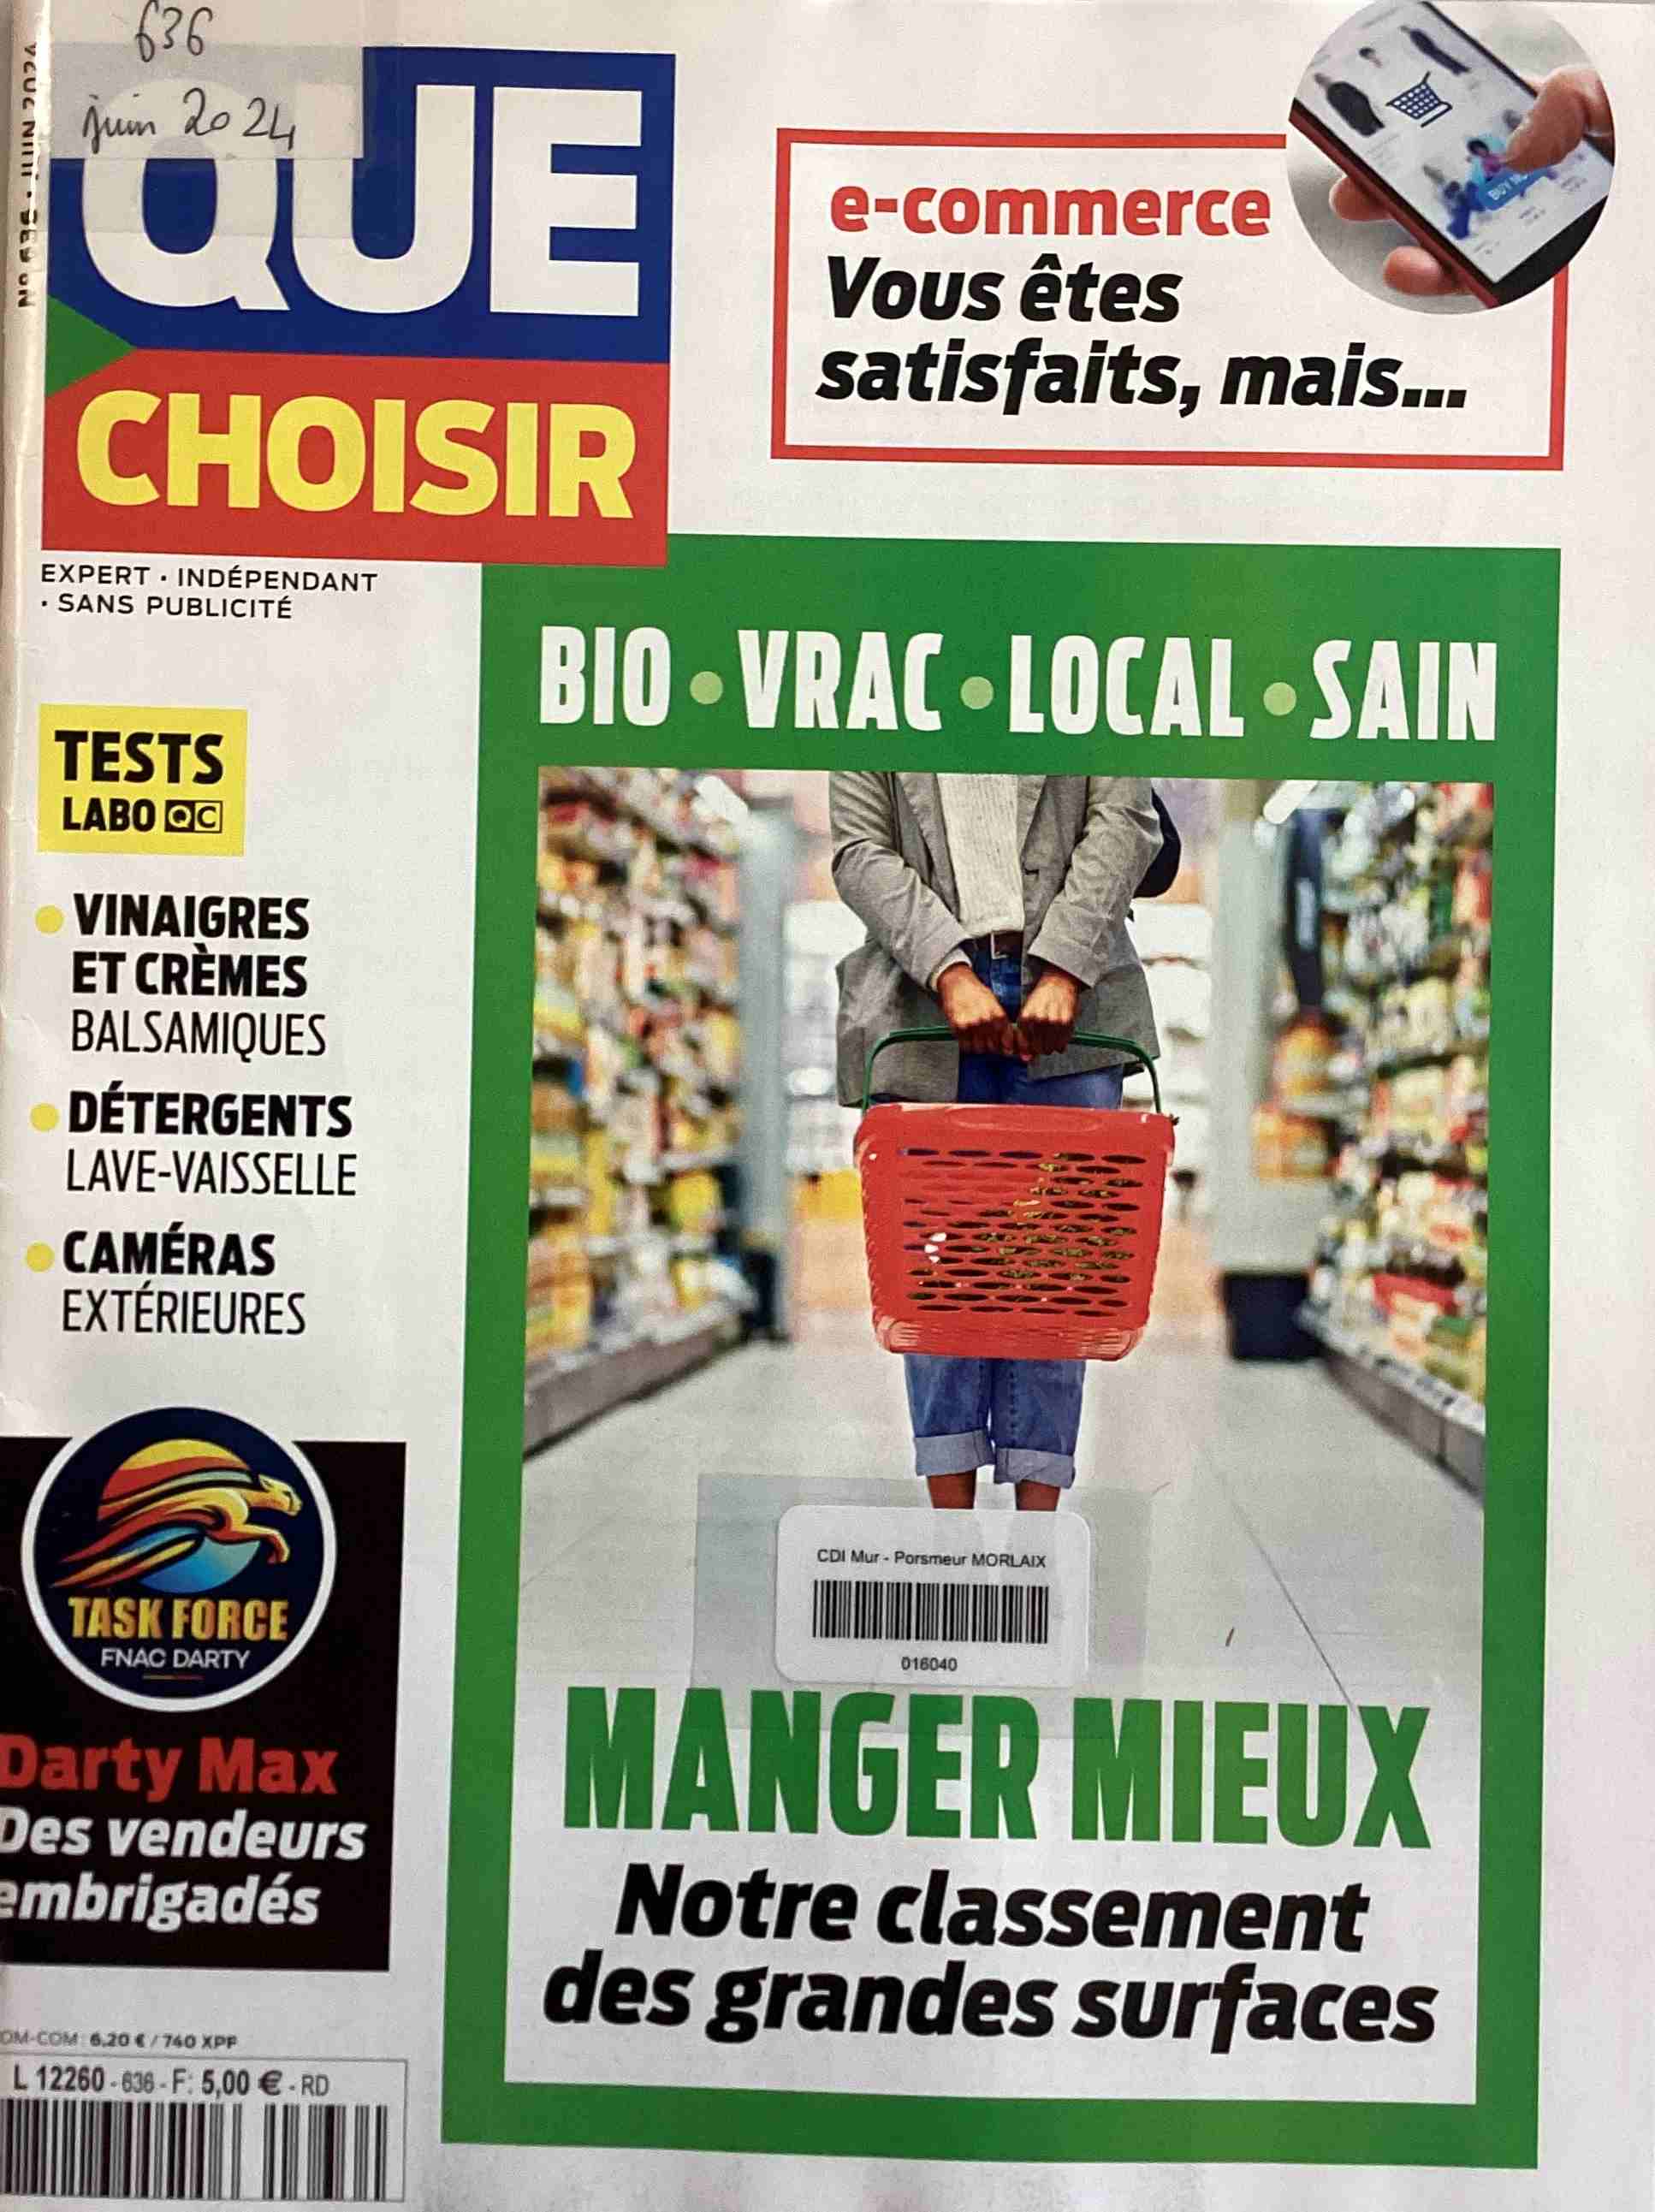 636
juin 2024
N° 636 · JUIN 2024
QUE
CHOISIR
EXPERT · INDÉPENDANT
· SANS PUBLICITÉ
e-commerce
Vous êtes
satisfaits, mais...
BIO • VRAC • LOCAL • SAIN
TESTS
LABO QC
• VINAIGRES
ET CRÈMES
BALSAMIQUES
• DÉTERGENTS
LAVE-VAISSELLE
• CAMÉRAS
EXTÉRIEURES
TASK FORCE
FNAC DARTY
Darty Max
Des vendeurs
embrigadés
CDI Mur - Porsmeur MORLAIX
016040
MANGER MIEUX
Notre classement
des grandes surfaces
OM-COM: 6,20 € / 740 XPF
L 12260 - 636 - F: 5,00 € - RD